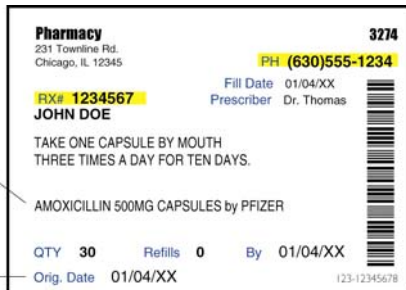 Pharmacy 3274
231 Townline Rd.
Chicago, IL 12345
PH (630)555-1234
Fill Date 01/04/XX
RX# 1234567 Prescriber Dr. Thomas
JOHN DOE
TAKE ONE CAPSULE BY MOUTH
THREE TIMES A DAY FOR TEN DAYS.
AMOXICILLIN 500MG CAPSULES by PFIZER
QTY 30 Refills 0 By 01/04/XX
Orig. Date 01/04/XX 123-12345678